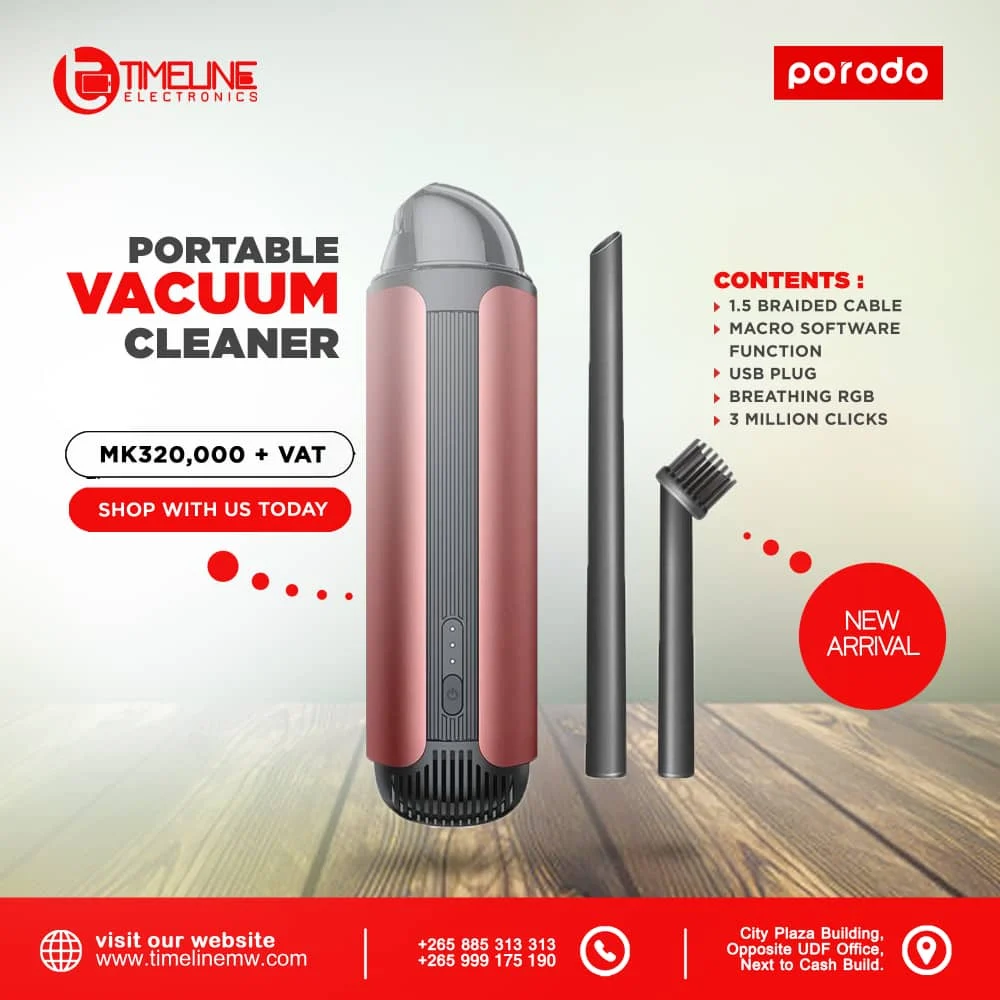 TIMELINE
ELECTRONICS
porodo
PORTABLE
VACUUM
CLEANER
MK320,000 + VAT
SHOP WITH US TODAY
CONTENTS :
1.5 BRAIDED CABLE
MACRO SOFTWARE
FUNCTION
USB PLUG
BREATHING RGB
3 MILLION CLICKS
NEW
ARRIVAL
visit our website
www.timelinemw.com
+265 885 313 313
+265 999 175 190
City Plaza Building,
Opposite UDF Office,
Next to Cash Build.